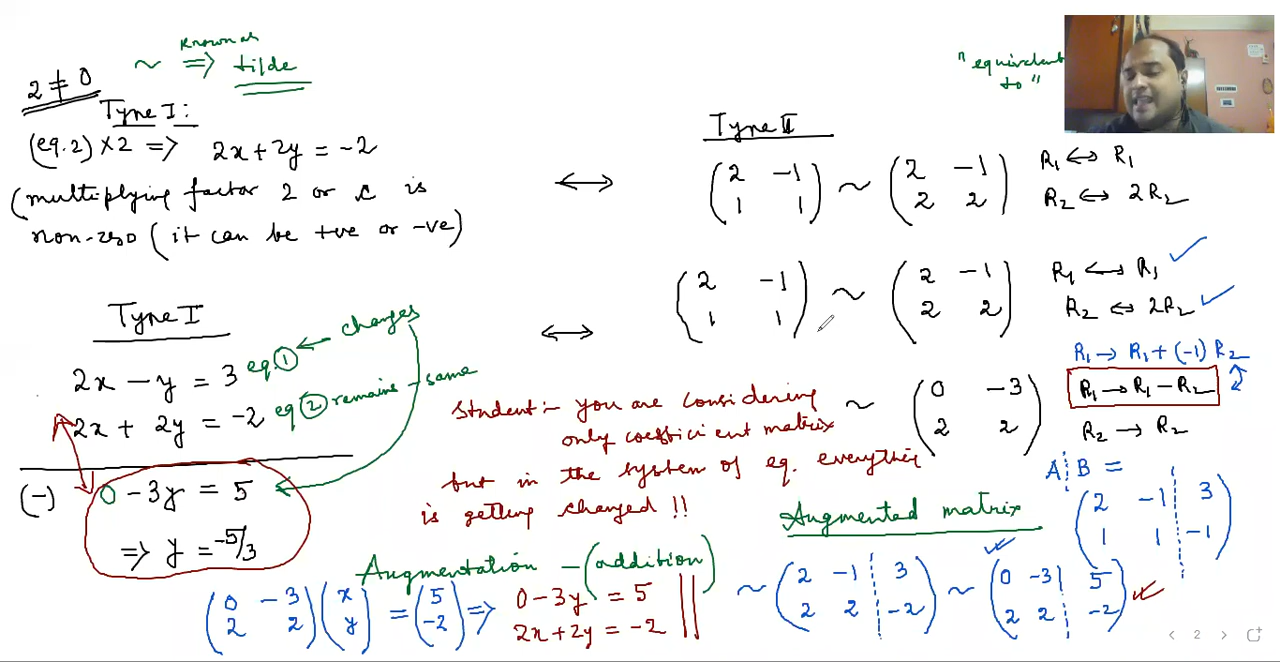 ~ known as
⇒ tilde
2 ≠ 0
Type I:
(eq.2) × 2 ⇒ 2x + 2y = -2
(multiplying factor 2 or c is
non-zero (it can be +ve or -ve)
Type I
2x - y = 3 eq. ① ← changes
2x + 2y = -2 eq ② remains - same
(-) 0 - 3y = 5
⇒ y = -5/3
"equivalent
to"
Type II
(2 -1 ~ (2 -1 R₁ ↔ R₁
1 1) 2 2) R₂ ↔ 2R₂
(2 -1 ~ (2 -1 R₁ ↔ R₁ ✓
1 1) 2 2) R₂ ↔ 2R₂ ✓
R₁ → R₁ + (-1) R₂
~ (0 -3 R₁ → R₁ - R₂
2 2) R₂ → R₂
Student :- you are considering
only coefficient matrix
but in the system of eq. everything
is getting changed !!
A¦B =
(2 -1 ¦ 3
1 1 ¦ -1)
Augmented matrix
~ (2 -1 ¦ 3 ~ (0 -3 ¦ 5
2 2 ¦ -2) 2 2 ¦ -2)
Augmentation - (addition)
(0 -3 (x = (5 ⇒ 0 - 3y = 5
2 2) y) -2) 2x + 2y = -2
< 2 >